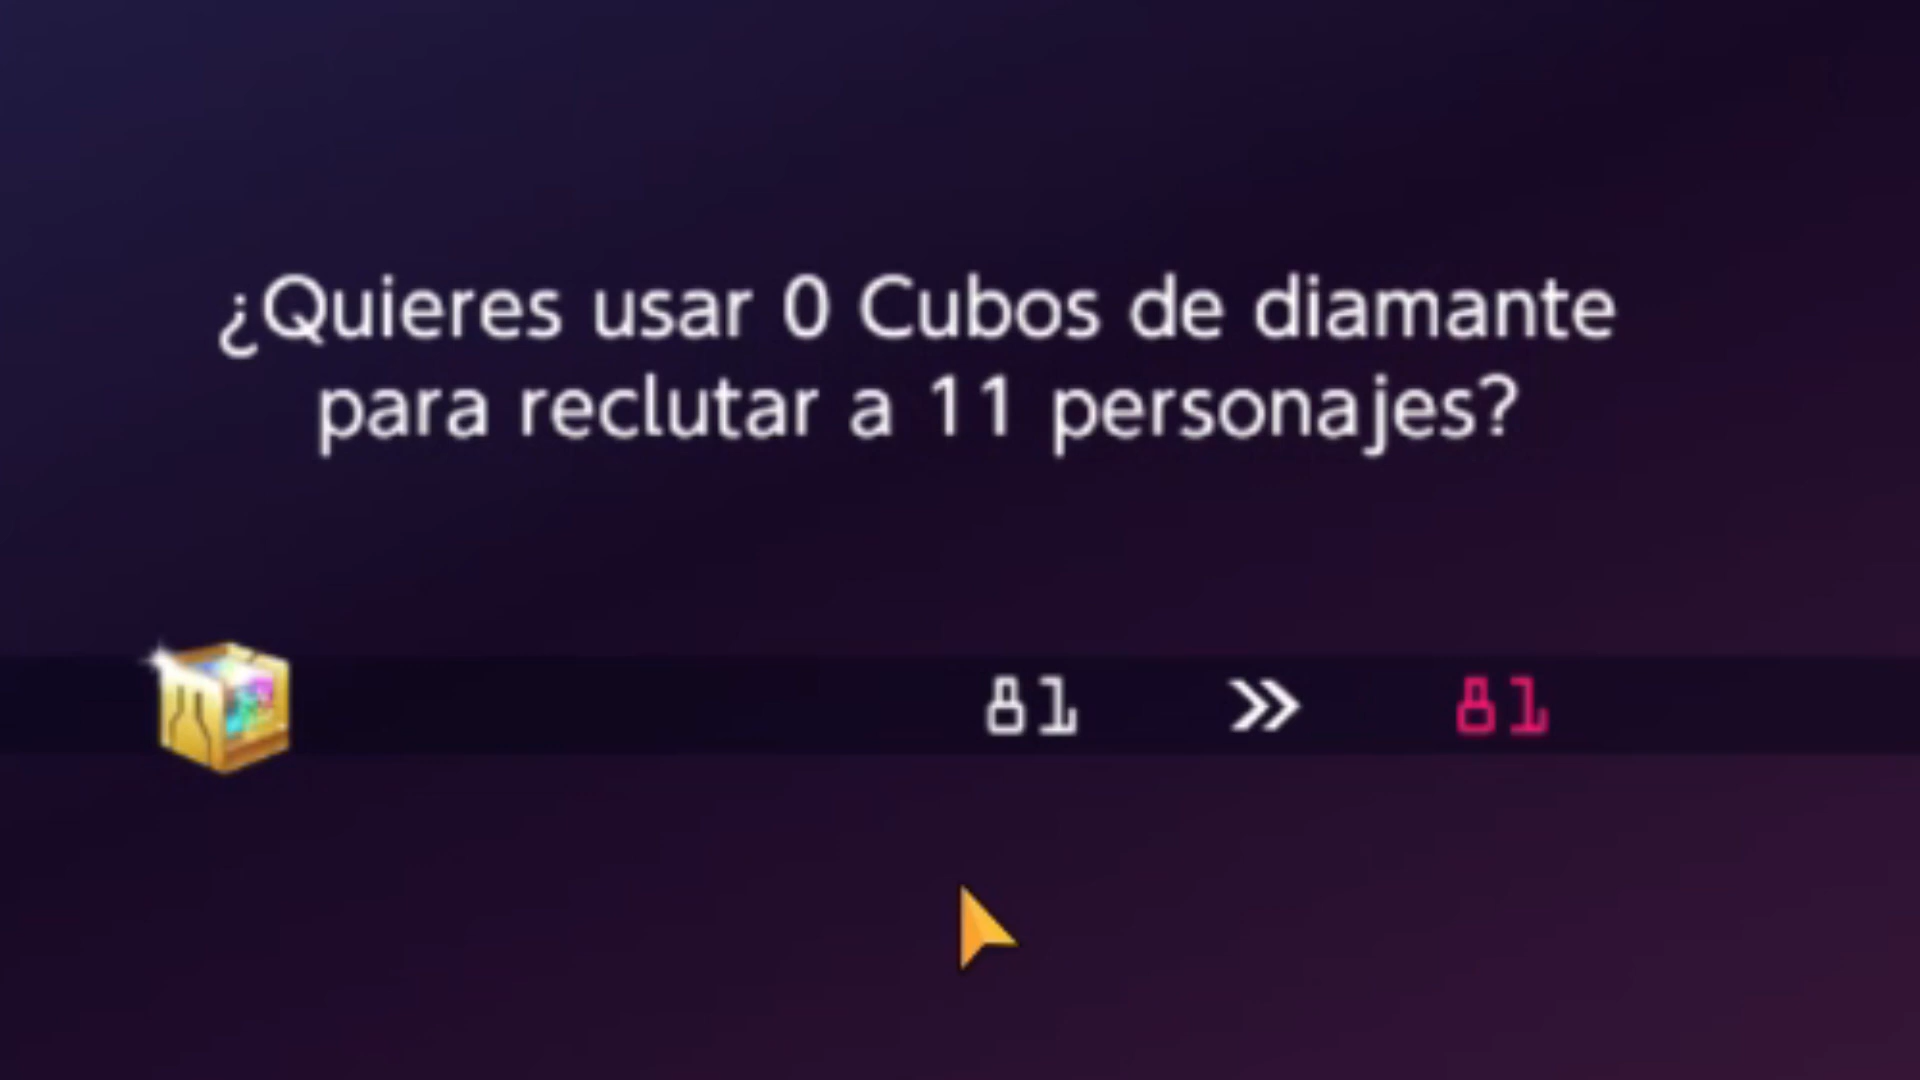 ¿Quieres usar 0 Cubos de diamante
para reclutar a 11 personajes?
81 » 81